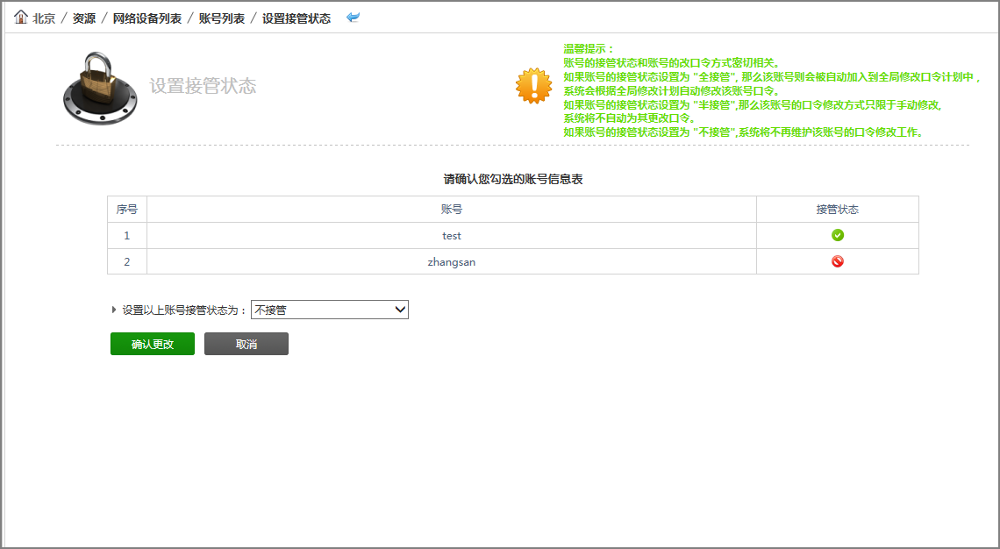 北京 / 资源 / 网络设备列表 / 账号列表 / 设置接管状态
设置接管状态
温馨提示：
账号的接管状态和账号的改口令方式密切相关。
如果账号的接管状态设置为 "全接管", 那么该账号则会被自动加入到全局修改口令计划中，
系统会根据全局修改计划自动修改该账号口令。
如果账号的接管状态设置为 "半接管",那么该账号的口令修改方式只限于手动修改,
系统将不自动为其更改口令。
如果账号的接管状态设置为 "不接管",系统将不再维护该账号的口令修改工作。
请确认您勾选的账号信息表
序号 账号 接管状态
1 test
2 zhangsan
设置以上账号接管状态为： 不接管
确认更改 取消